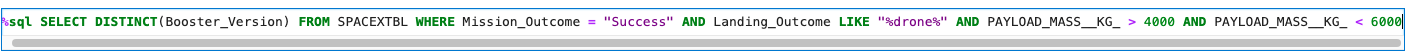 %sql SELECT DISTINCT(Booster_Version) FROM SPACEXTBL WHERE Mission_Outcome = "Success" AND Landing_Outcome LIKE "%drone%" AND PAYLOAD_MASS__KG_ > 4000 AND PAYLOAD_MASS__KG_ < 6000